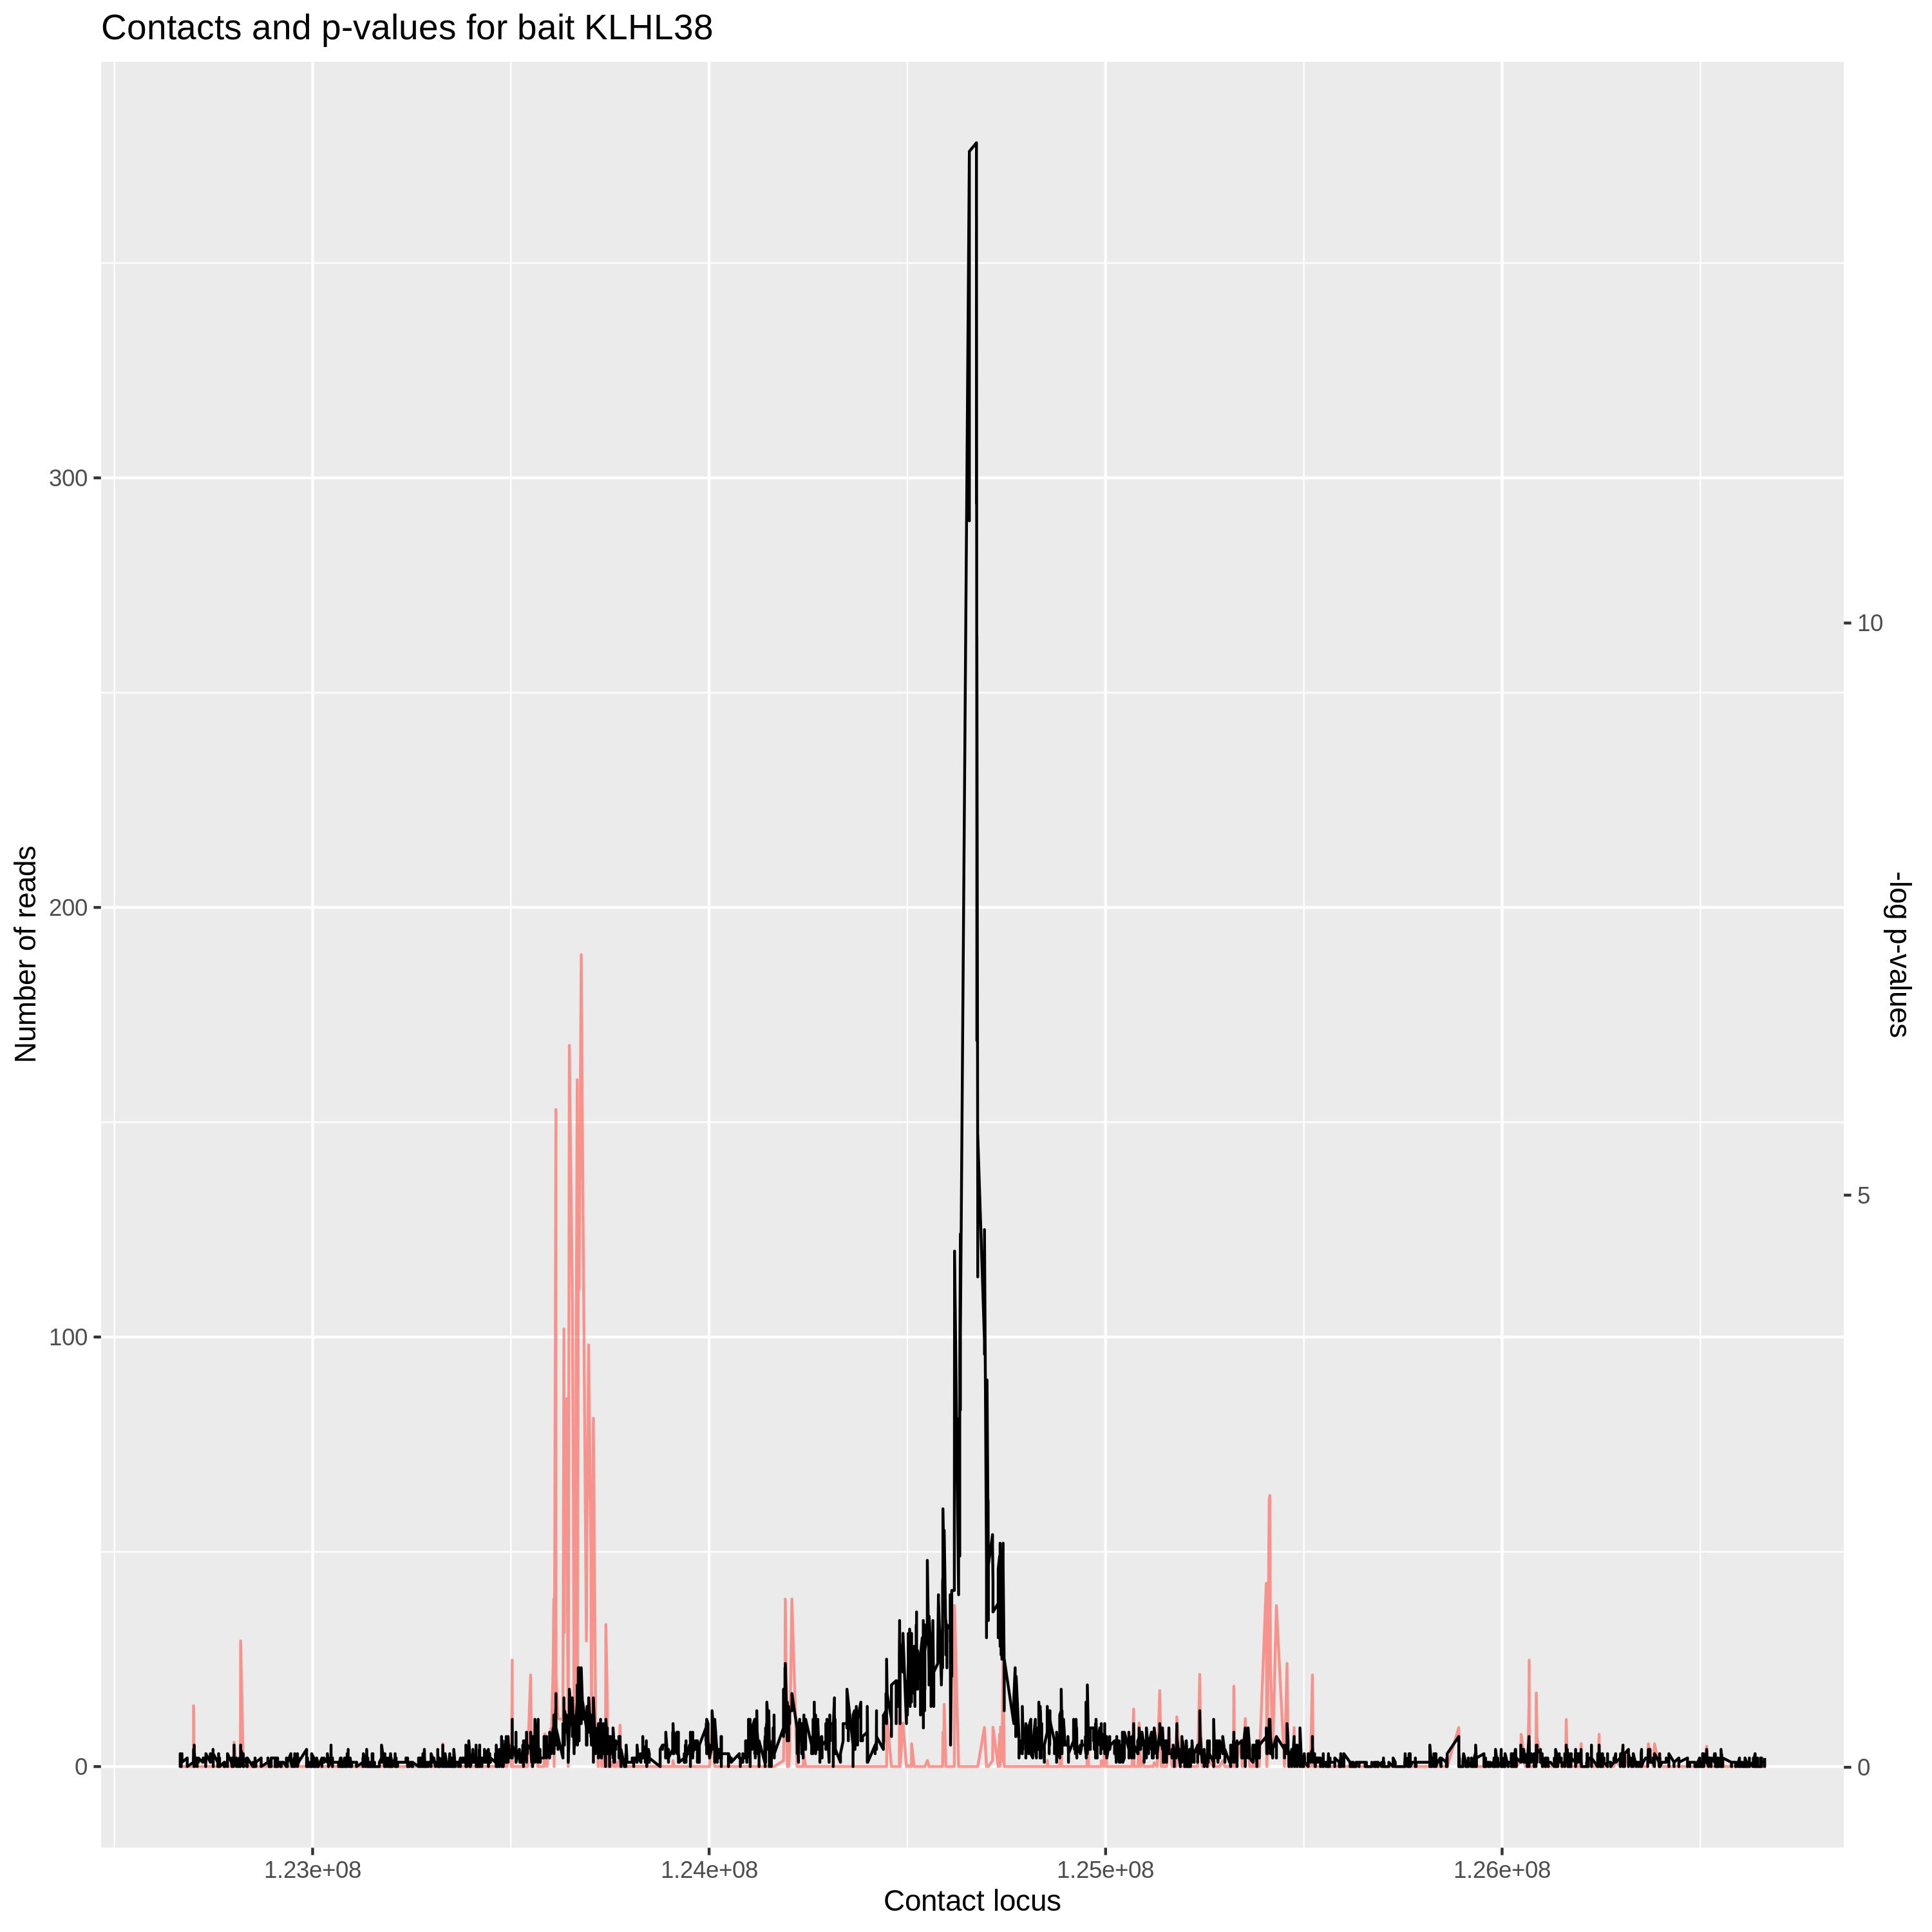 Contacts and p-values for bait KLHL38
Number of reads
300
200
100
0
10
5
0
-log p-values
1.23e+08
1.24e+08
1.25e+08
1.26e+08
Contact locus